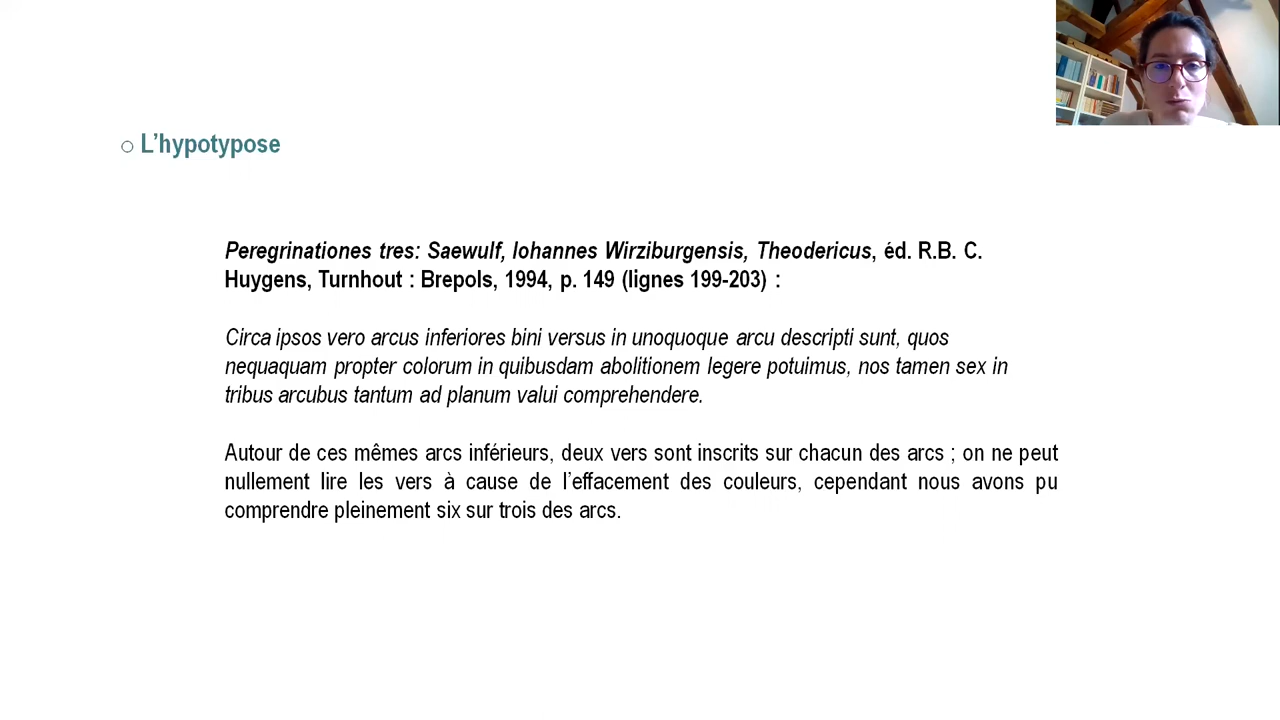 L’hypotypose
Peregrinationes tres: Saewulf, Iohannes Wirziburgensis, Theodericus, éd. R.B. C.
Huygens, Turnhout : Brepols, 1994, p. 149 (lignes 199-203) :
Circa ipsos vero arcus inferiores bini versus in unoquoque arcu descripti sunt, quos
nequaquam propter colorum in quibusdam abolitionem legere potuimus, nos tamen sex in
tribus arcubus tantum ad planum valui comprehendere.
Autour de ces mêmes arcs inférieurs, deux vers sont inscrits sur chacun des arcs ; on ne peut
nullement lire les vers à cause de l’effacement des couleurs, cependant nous avons pu
comprendre pleinement six sur trois des arcs.